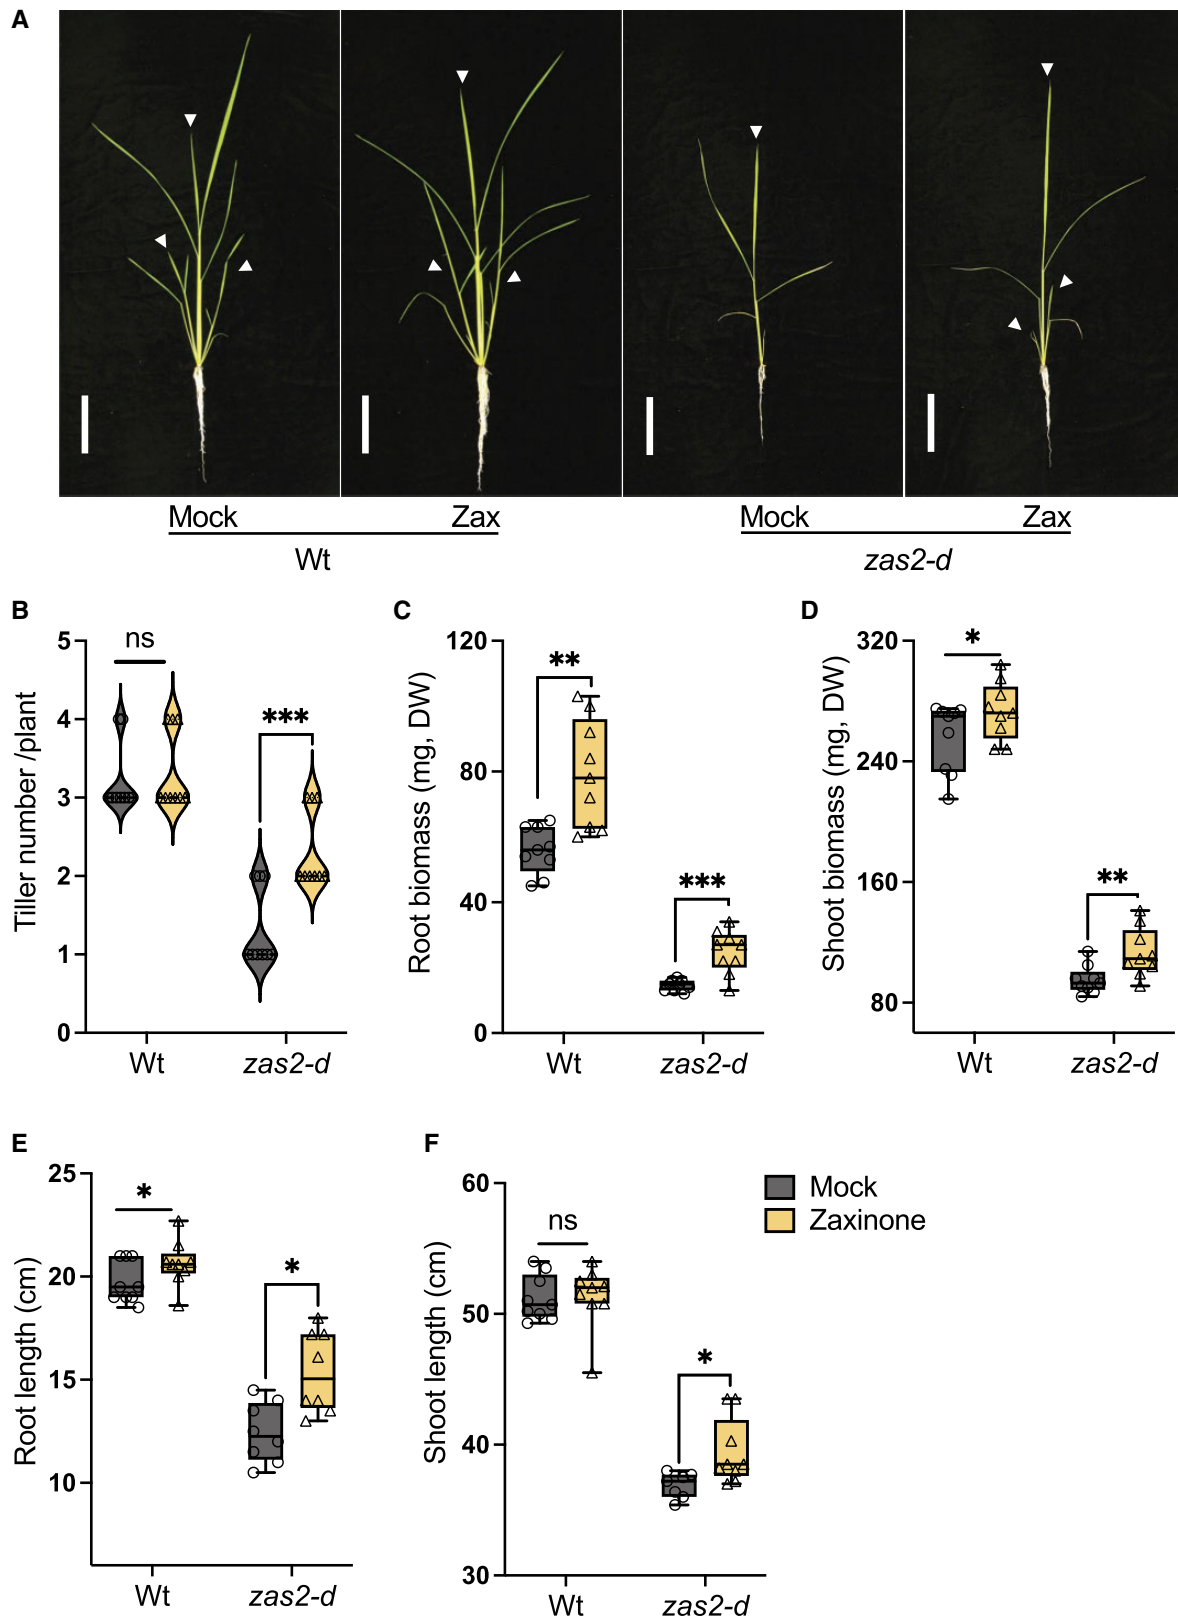 A
Mock Zax Mock Zax
Wt zas2-d
B
Tiller number /plant
5
4
3
2
1
0
ns
***
Wt zas2-d
C
Root biomass (mg, DW)
120
80
40
0
**
***
Wt zas2-d
D
Shoot biomass (mg, DW)
320
240
160
80
*
**
Wt zas2-d
E
Root length (cm)
25
20
15
10
*
*
Wt zas2-d
F
Shoot length (cm)
60
50
40
30
ns
*
Wt zas2-d
Mock
Zaxinone